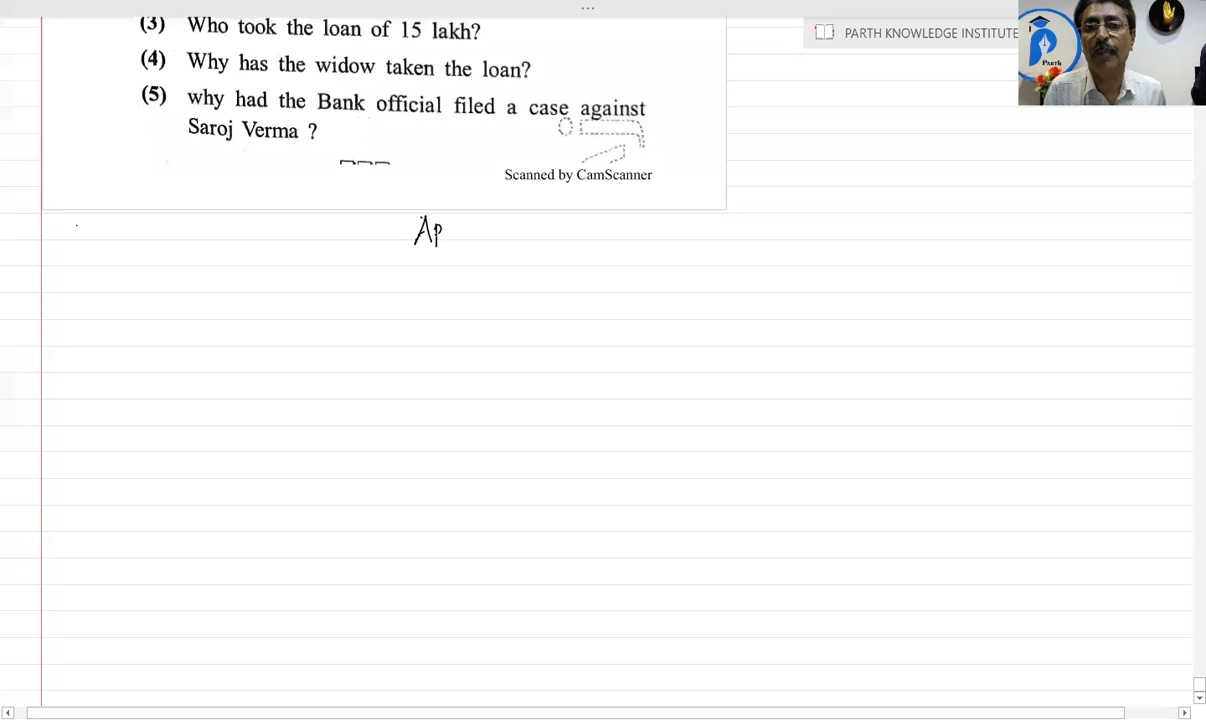 (3) Who took the loan of 15 lakh?
PARTH KNOWLEDGE INSTITUTE
Parth
(4) Why has the widow taken the loan?
(5) why had the Bank official filed a case against
Saroj Verma ?
Scanned by CamScanner
Ap